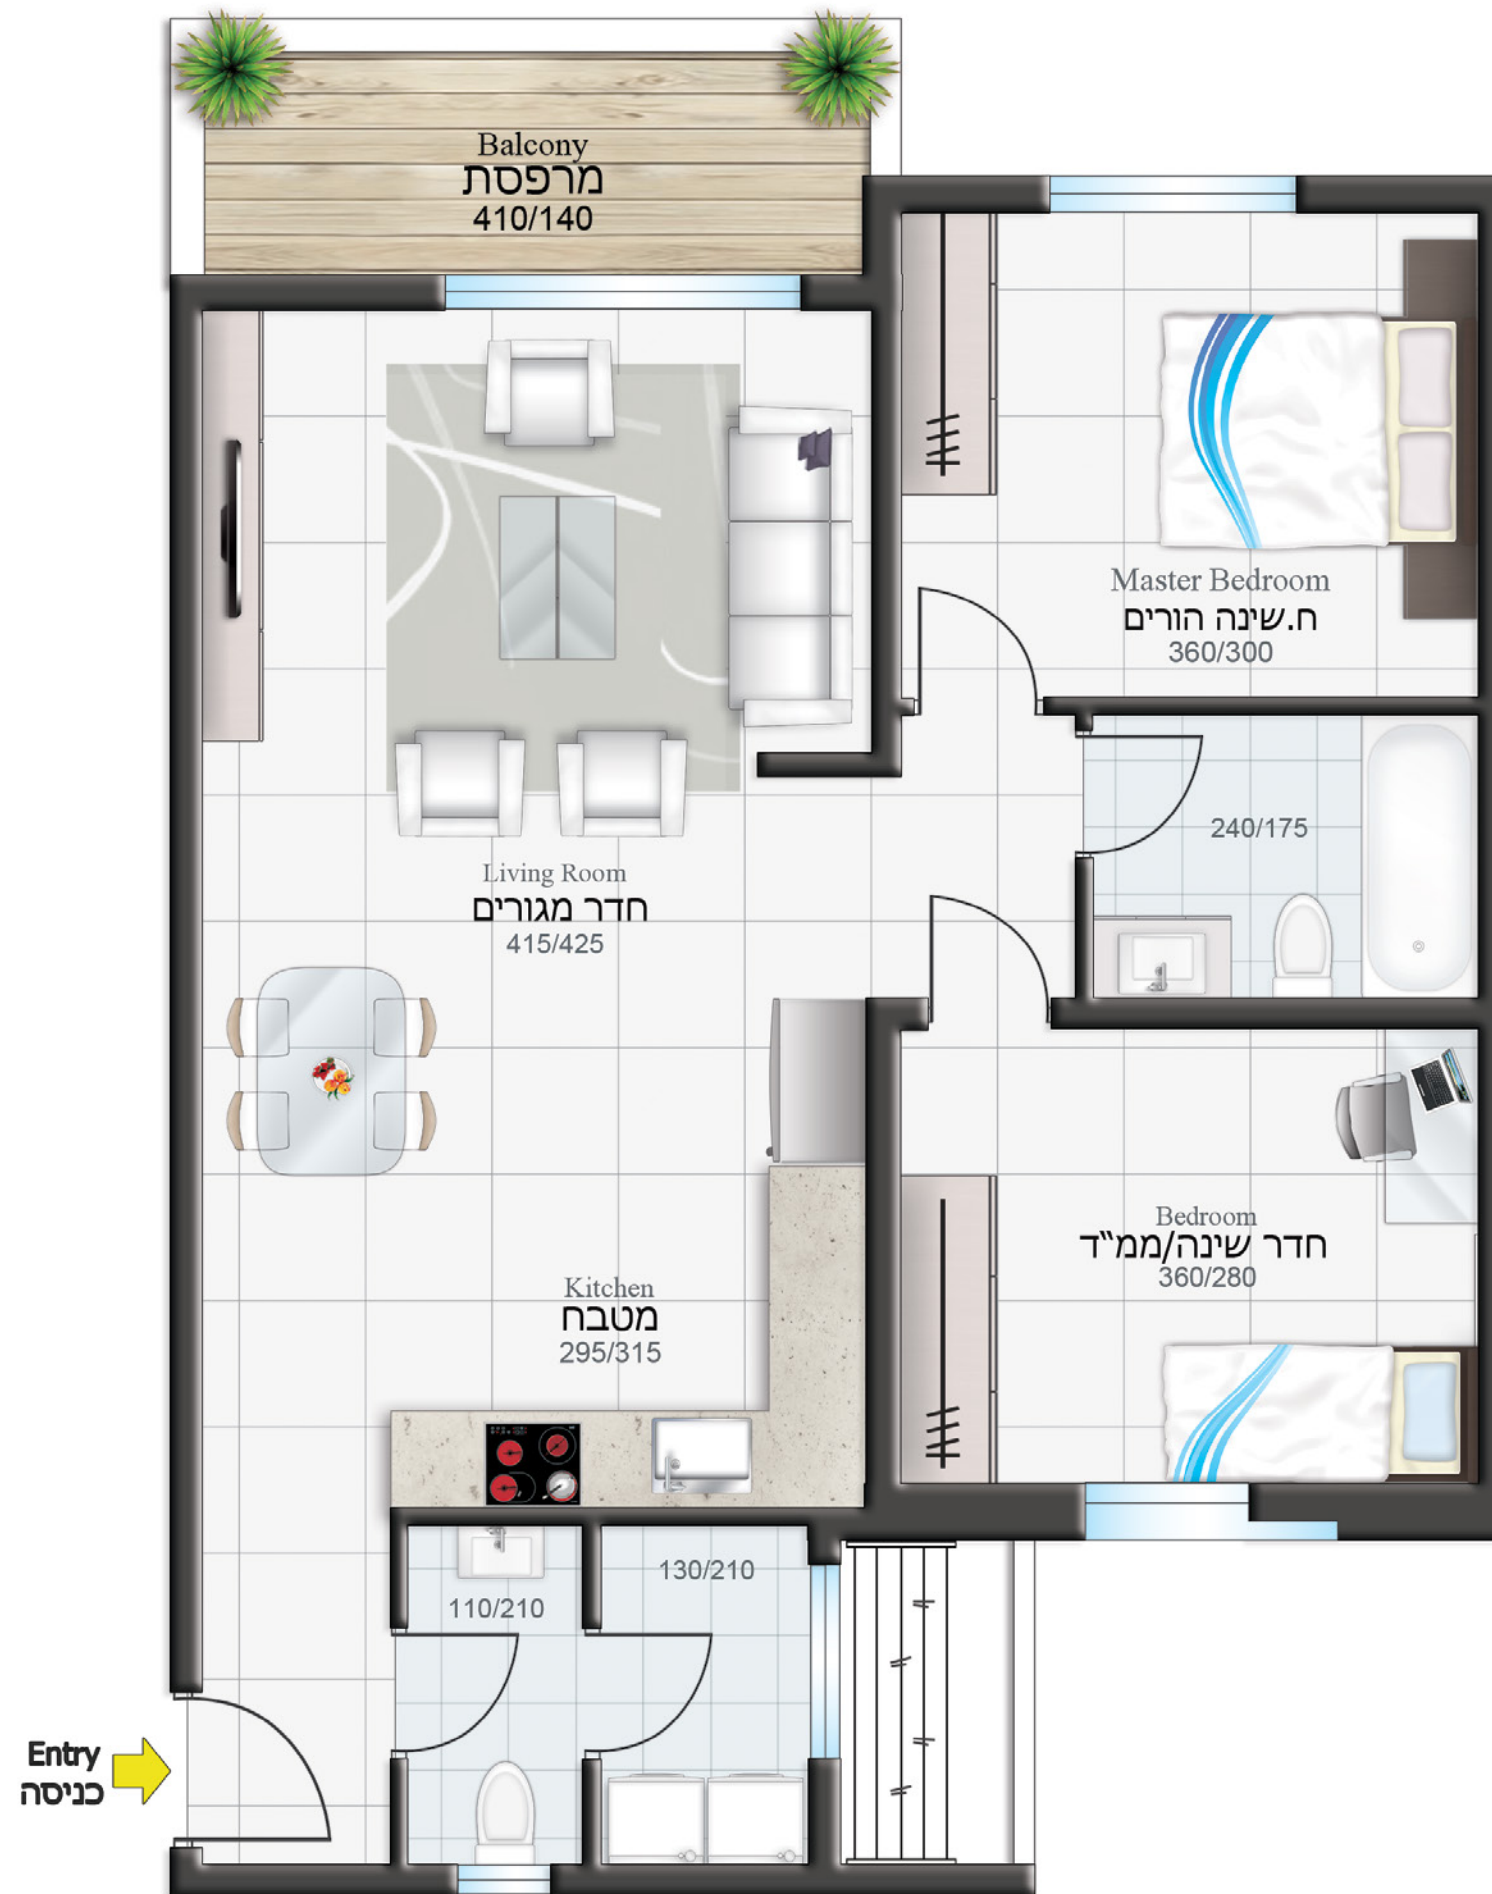 Balcony
מרפסת
410/140
Master Bedroom
ח.שינה הורים
360/300
240/175
Living Room
חדר מגורים
415/425
Bedroom
חדר שינה/ממ"ד
360/280
Kitchen
מטבח
295/315
130/210
110/210
Entry
כניסה